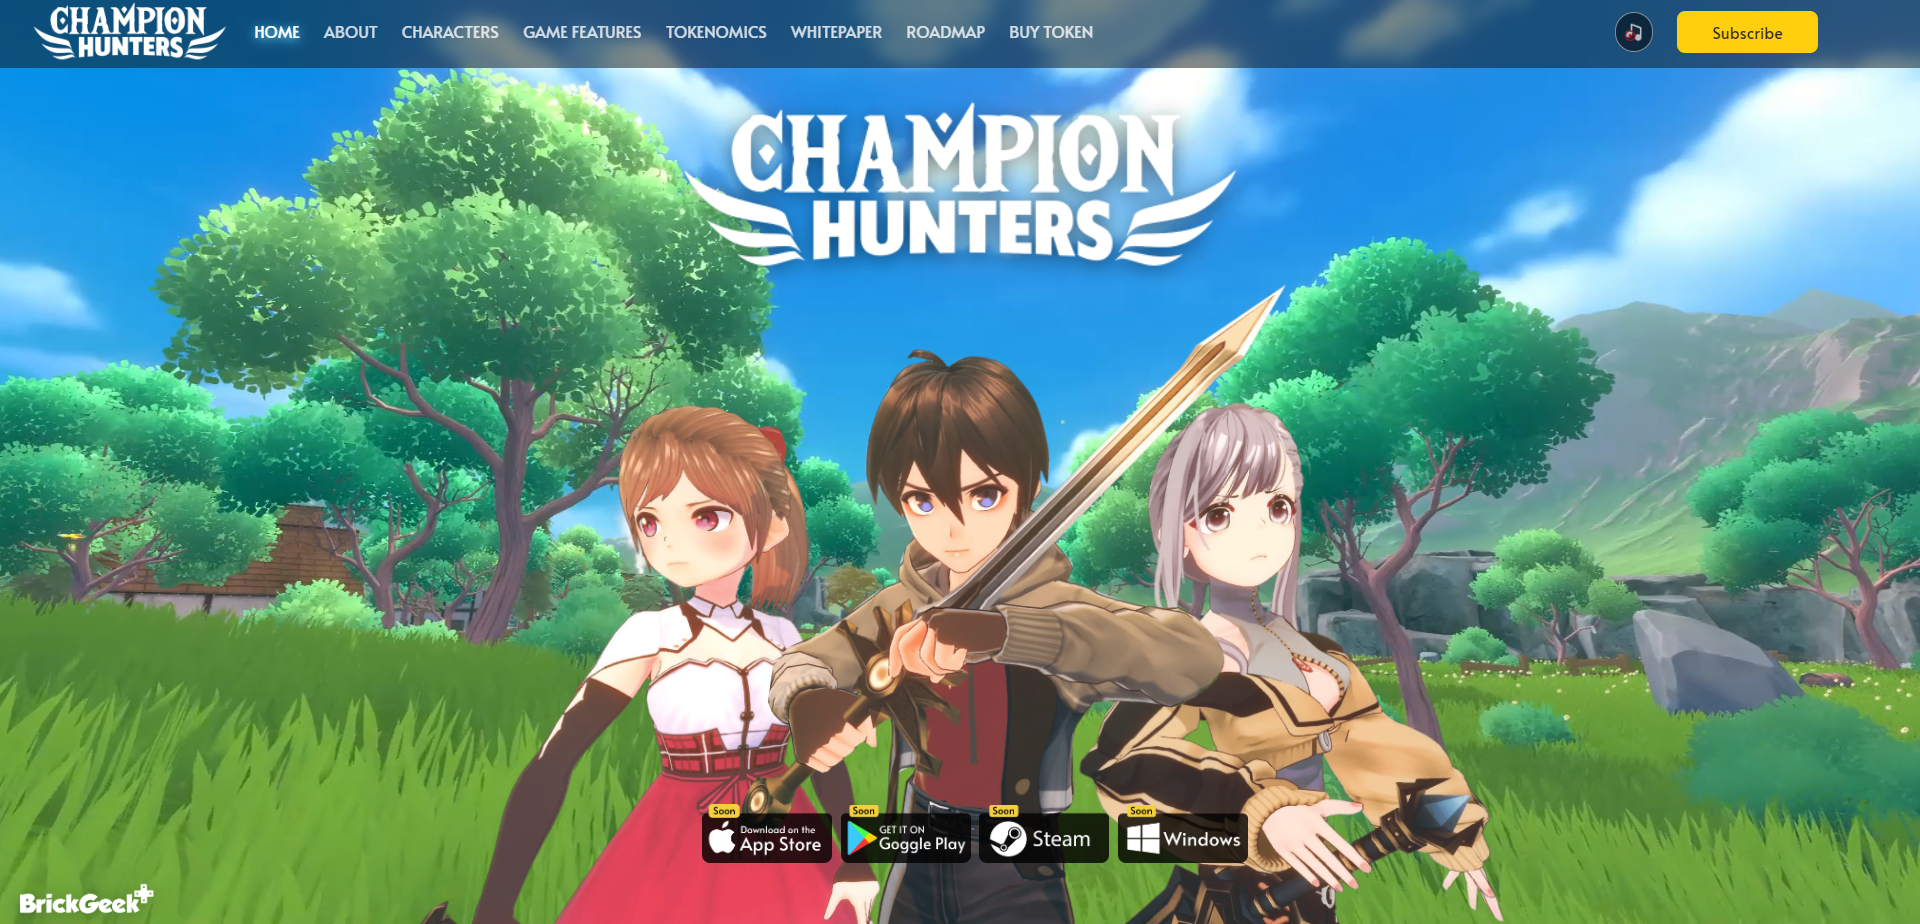 CHAMPION
HUNTERS
HOME ABOUT CHARACTERS GAME FEATURES TOKENOMICS WHITEPAPER ROADMAP BUY TOKEN
Subscribe
CHAMPION
HUNTERS
Soon
Download on the
App Store
Soon
GET IT ON
Goggle Play
Soon
Steam
Soon
Windows
BrickGeek